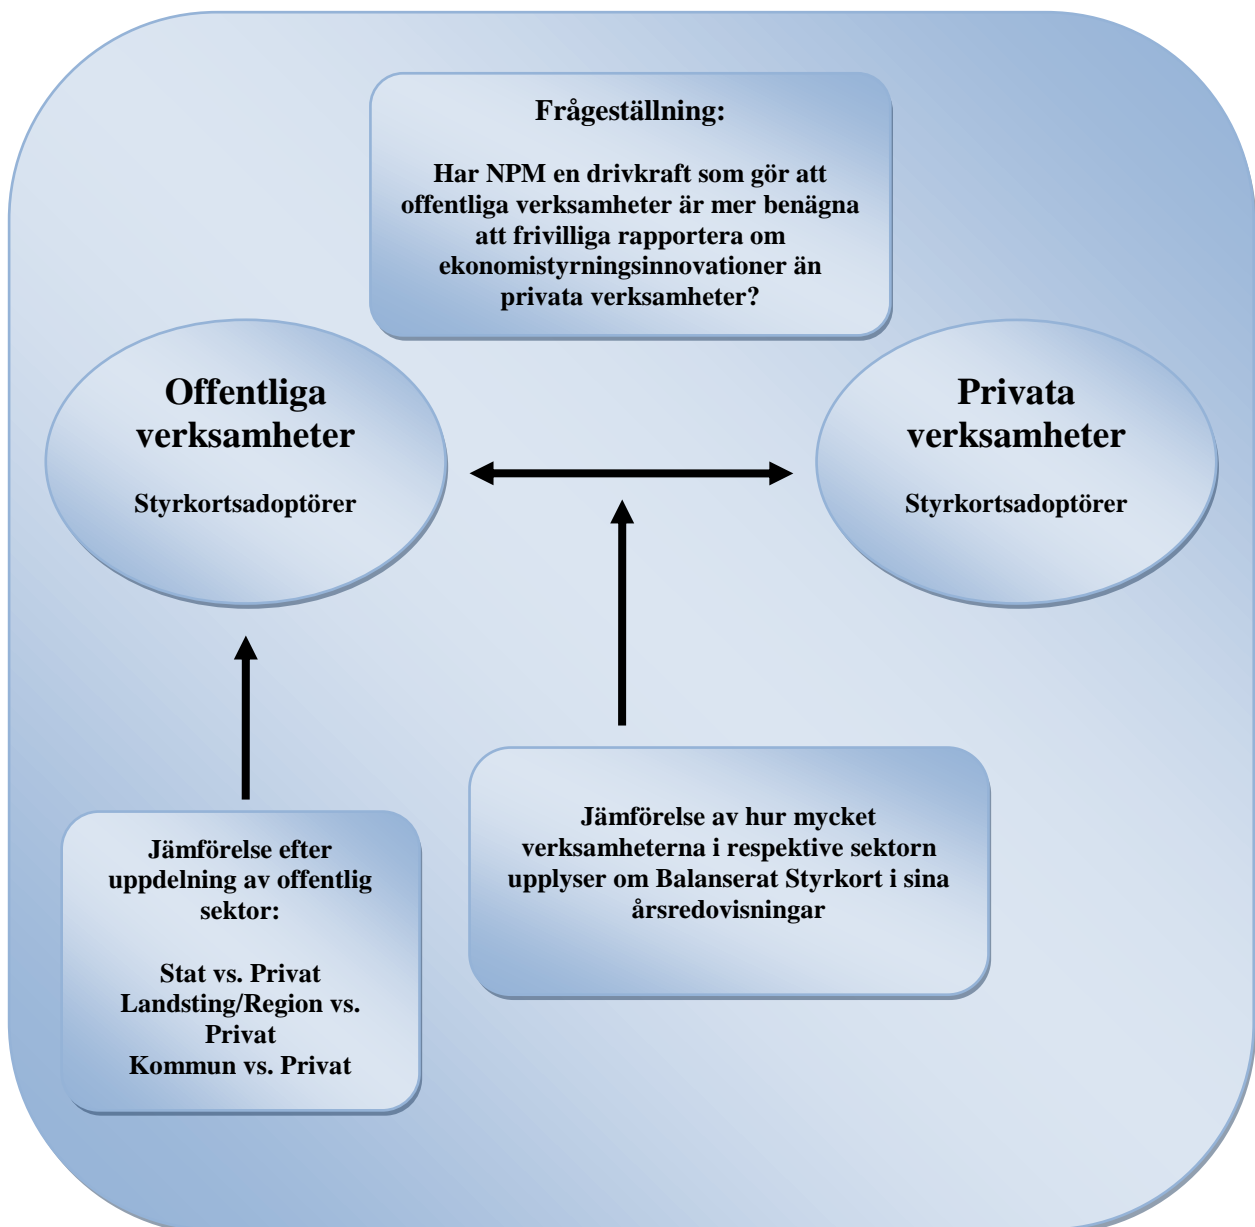 Frågeställning:
Har NPM en drivkraft som gör att
offentliga verksamheter är mer benägna
att frivilliga rapportera om
ekonomistyrningsinnovationer än
privata verksamheter?
Offentliga
verksamheter
Styrkortsadoptörer
Privata
verksamheter
Styrkortsadoptörer
Jämförelse efter
uppdelning av offentlig
sektor:
Stat vs. Privat
Landsting/Region vs.
Privat
Kommun vs. Privat
Jämförelse av hur mycket
verksamheterna i respektive sektorn
upplyser om Balanserat Styrkort i sina
årsredovisningar